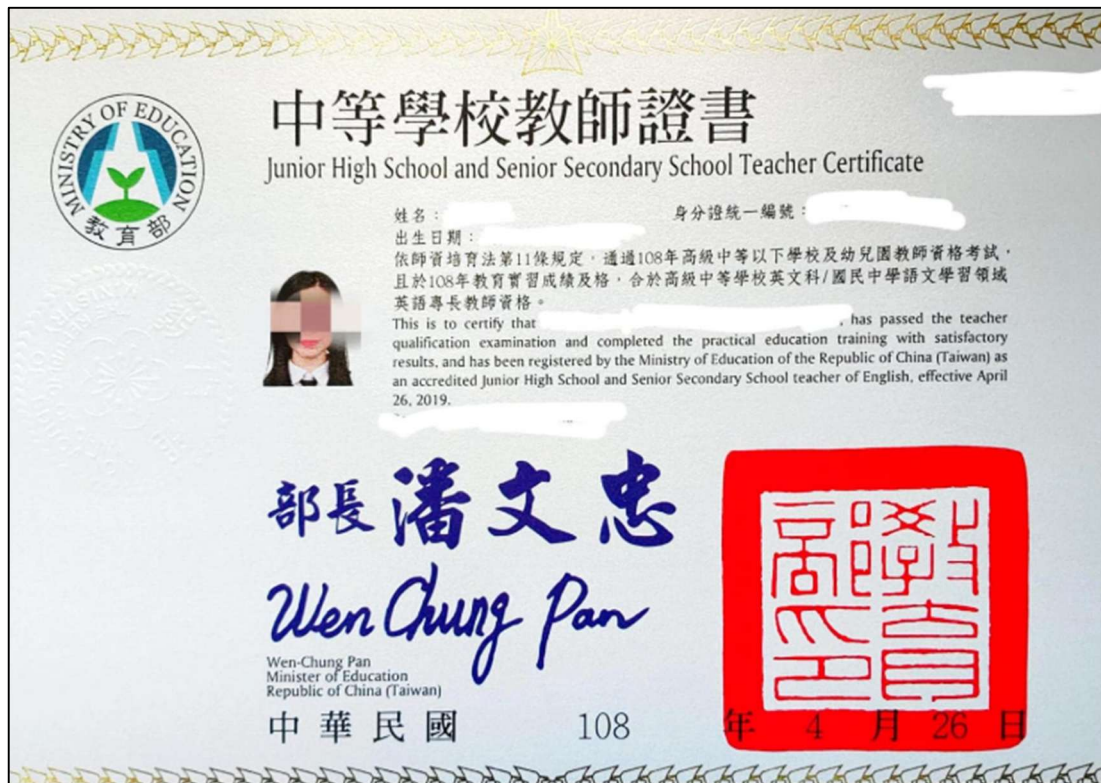 MINISTRY OF EDUCATION
教育部
中等學校教師證書
Junior High School and Senior Secondary School Teacher Certificate
姓名：
身分證統一編號：
出生日期：
依師資培育法第11條規定，通過108年高級中等以下學校及幼兒園教師資格考試，
且於108年教育實習成績及格，合於高級中等學校英文科/國民中學語文學習領域
英語專長教師資格。
This is to certify that , has passed the teacher
qualification examination and completed the practical education training with satisfactory
results, and has been registered by the Ministry of Education of the Republic of China (Taiwan) as
an accredited Junior High School and Senior Secondary School teacher of English, effective April
26, 2019.
部長 潘文忠
Wen Chung Pan
Wen-Chung Pan
Minister of Education
Republic of China (Taiwan)
教育部印
中華民國 108 年 4 月 26 日